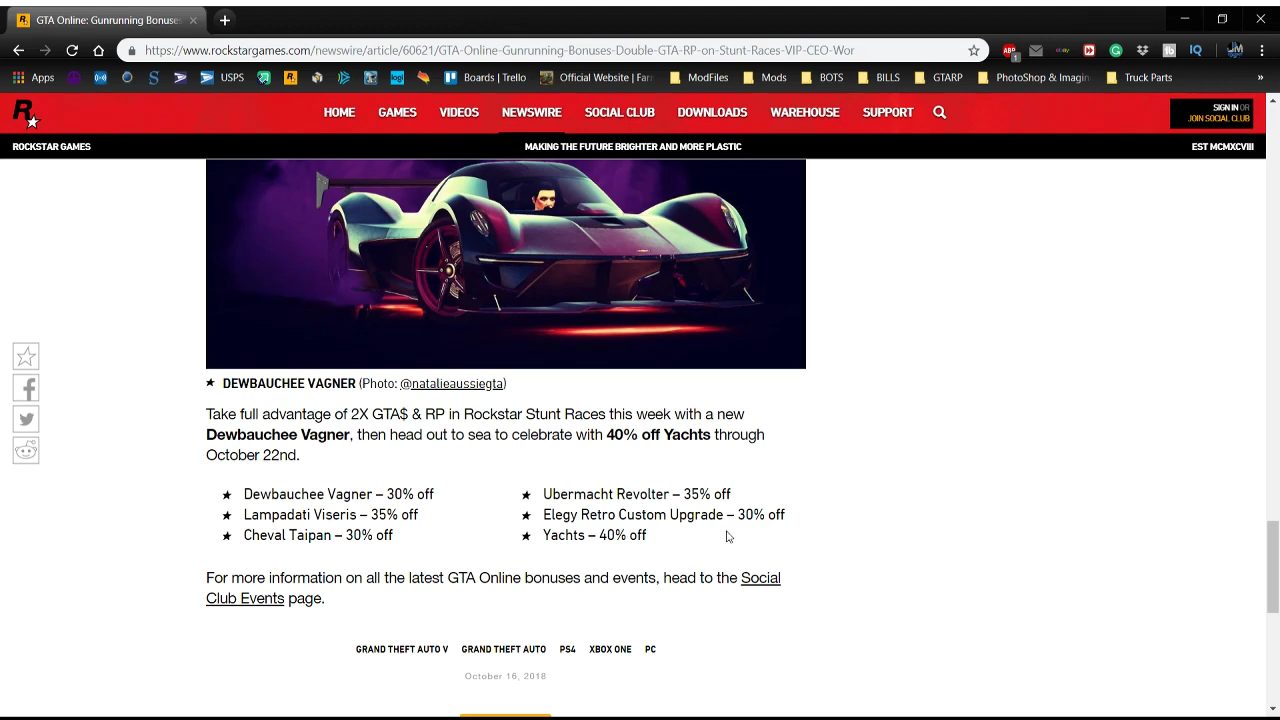 GTA Online: Gunrunning Bonuses
https://www.rockstargames.com/newswire/article/60621/GTA-Online-Gunrunning-Bonuses-Double-GTA-RP-on-Stunt-Races-VIP-CEO-Wor
Apps USPS Boards | Trello Official Website | Farm ModFiles Mods BOTS BILLS GTARP PhotoShop & Imagin Truck Parts »
HOME GAMES VIDEOS NEWSWIRE SOCIAL CLUB DOWNLOADS WAREHOUSE SUPPORT
SIGN IN OR
JOIN SOCIAL CLUB
ROCKSTAR GAMES MAKING THE FUTURE BRIGHTER AND MORE PLASTIC EST MCMXCVIII
DEWBAUCHEE VAGNER (Photo: @natalieaussiegta)
Take full advantage of 2X GTA$ & RP in Rockstar Stunt Races this week with a new
Dewbauchee Vagner, then head out to sea to celebrate with 40% off Yachts through
October 22nd.
Dewbauchee Vagner – 30% off
Lampadati Viseris – 35% off
Cheval Taipan – 30% off
Ubermacht Revolter – 35% off
Elegy Retro Custom Upgrade – 30% off
Yachts – 40% off
For more information on all the latest GTA Online bonuses and events, head to the Social
Club Events page.
GRAND THEFT AUTO V GRAND THEFT AUTO PS4 XBOX ONE PC
October 16, 2018